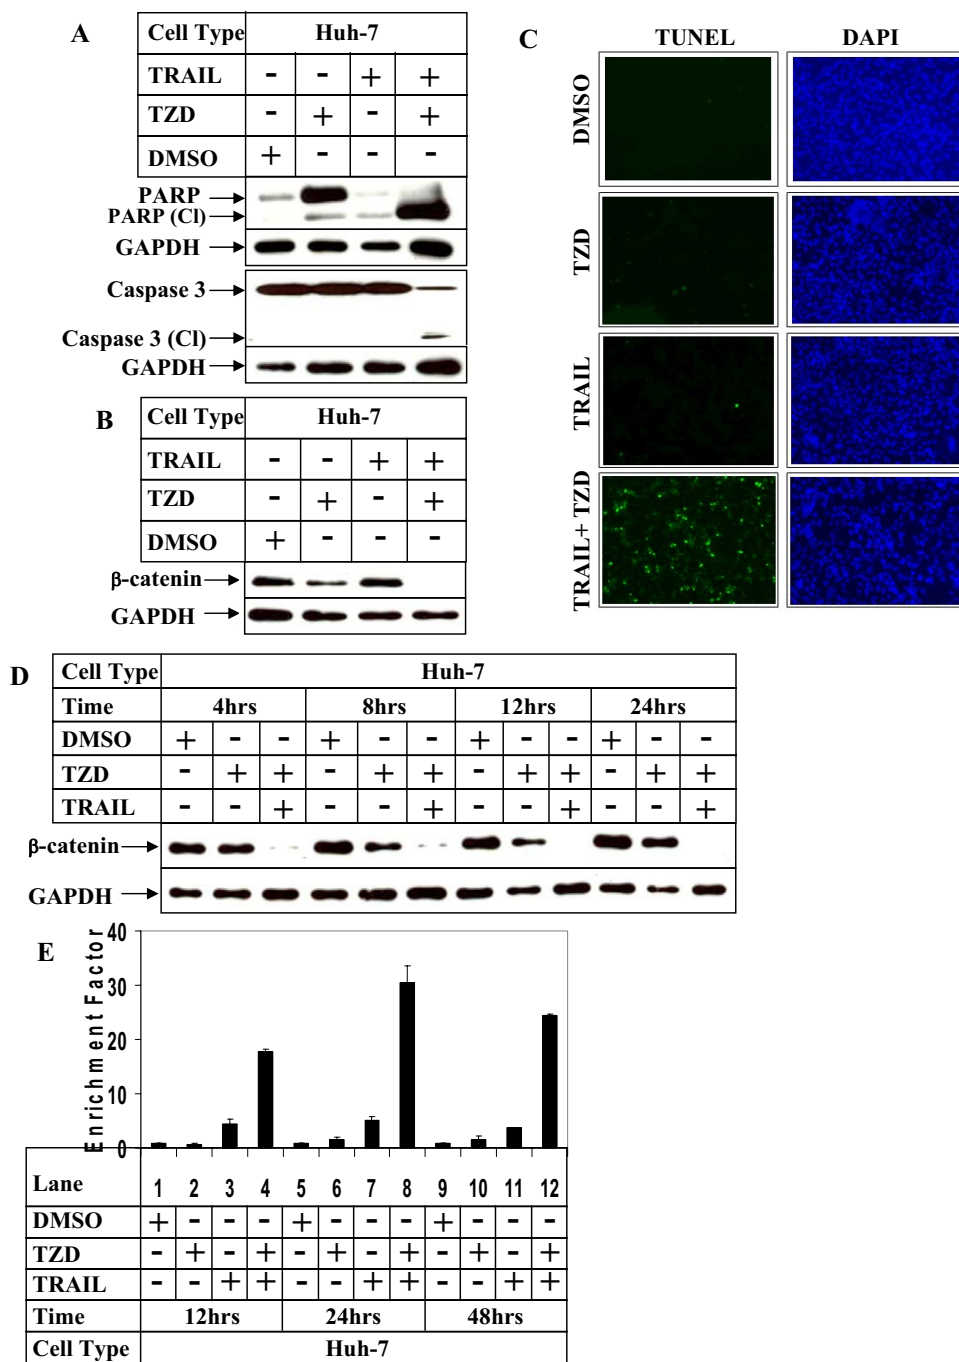 A
Cell Type Huh-7
TRAIL - - + +
TZD - + - +
DMSO + - - -
PARP
PARP (Cl)
GAPDH
Caspase 3
Caspase 3 (Cl)
GAPDH
B
Cell Type Huh-7
TRAIL - - + +
TZD - + - +
DMSO + - - -
β-catenin
GAPDH
C
TUNEL DAPI
DMSO
TZD
TRAIL
TRAIL+ TZD
D
Cell Type Huh-7
Time 4hrs 8hrs 12hrs 24hrs
DMSO + - - + - - + - - + - -
TZD - + + - + + - + + - + +
TRAIL - - + - - + - - + - - +
β-catenin
GAPDH
E
Enrichment Factor
40
30
20
10
0
Lane 1 2 3 4 5 6 7 8 9 10 11 12
DMSO + - - - + - - - + - - -
TZD - + - + - + - + - + - +
TRAIL - - + + - - + + - - + +
Time 12hrs 24hrs 48hrs
Cell Type Huh-7